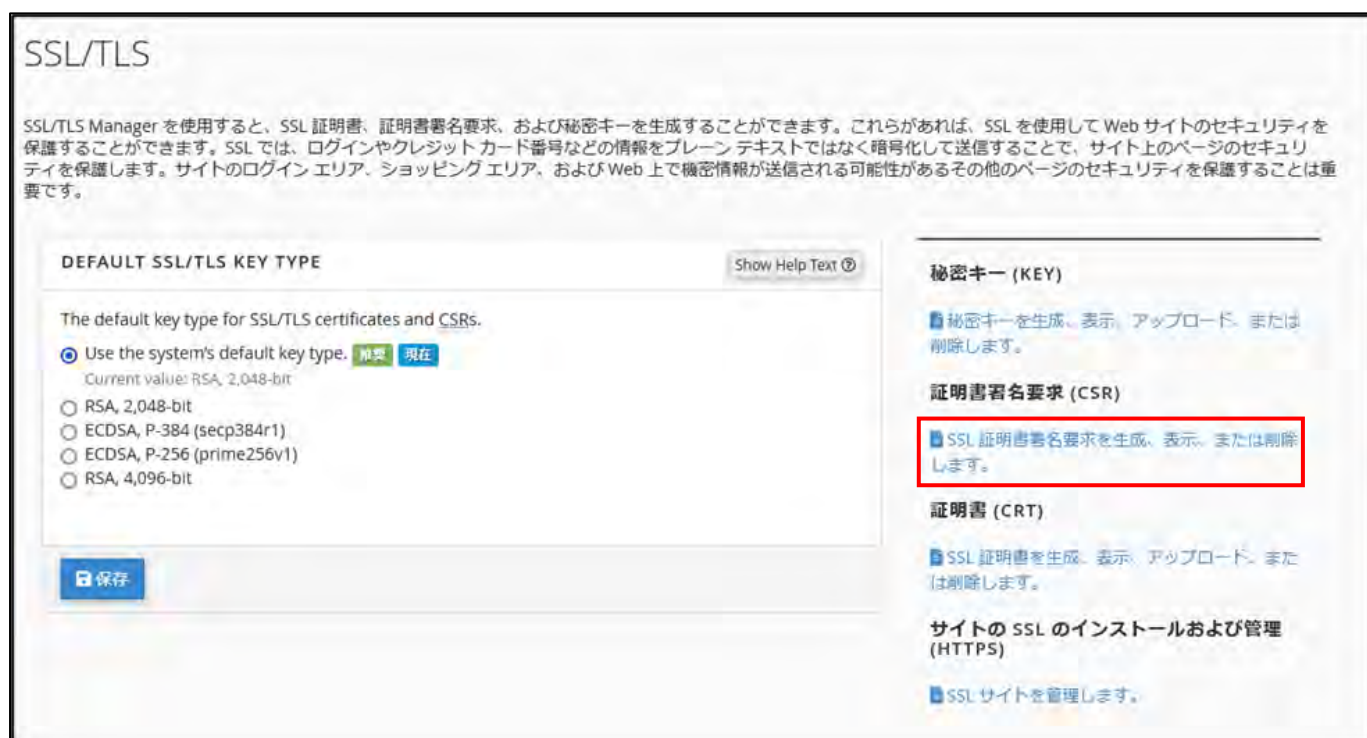 SSL/TLS
SSL/TLS Manager を使用すると、SSL 証明書、証明書署名要求、および秘密キーを生成することができます。これらがあれば、SSL を使用して Web サイトのセキュリティを
保護することができます。SSL では、ログインやクレジット カード番号などの情報をプレーン テキストではなく暗号化して送信することで、サイト上のページのセキュリ
ティを保護します。サイトのログイン エリア、ショッピング エリア、および Web 上で機密情報が送信される可能性があるその他のページのセキュリティを保護することは重
要です。
DEFAULT SSL/TLS KEY TYPE
Show Help Text
The default key type for SSL/TLS certificates and CSRs.
Use the system's default key type. 推奨 現在
Current value: RSA, 2,048-bit
RSA, 2,048-bit
ECDSA, P-384 (secp384r1)
ECDSA, P-256 (prime256v1)
RSA, 4,096-bit
保存
秘密キー (KEY)
秘密キーを生成、表示、アップロード、または
削除します。
証明書署名要求 (CSR)
SSL 証明書署名要求を生成、表示、または削除
します。
証明書 (CRT)
SSL 証明書を生成、表示、アップロード、また
は削除します。
サイトの SSL のインストールおよび管理
(HTTPS)
SSL サイトを管理します。